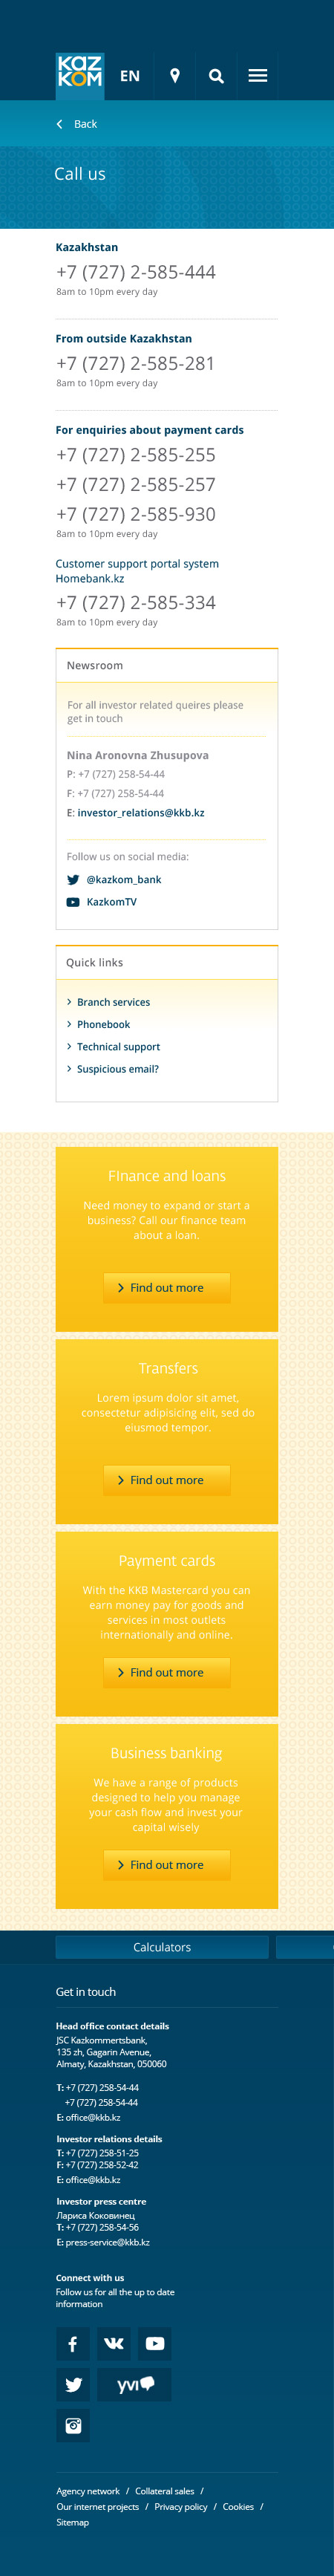 KAZ
KOM
EN
Back
Call us
Kazakhstan
+7 (727) 2-585-444
8am to 10pm every day
From outside Kazakhstan
+7 (727) 2-585-281
8am to 10pm every day
For enquiries about payment cards
+7 (727) 2-585-255
+7 (727) 2-585-257
+7 (727) 2-585-930
8am to 10pm every day
Customer support portal system
Homebank.kz
+7 (727) 2-585-334
8am to 10pm every day
Newsroom
For all investor related queires please
get in touch
Nina Aronovna Zhusupova
P: +7 (727) 258-54-44
F: +7 (727) 258-54-44
E: investor_relations@kkb.kz
Follow us on social media:
@kazkom_bank
KazkomTV
Quick links
Branch services
Phonebook
Technical support
Suspicious email?
FInance and loans
Need money to expand or start a
business? Call our finance team
about a loan.
Find out more
Transfers
Lorem ipsum dolor sit amet,
consectetur adipisicing elit, sed do
eiusmod tempor.
Find out more
Payment cards
With the KKB Mastercard you can
earn money pay for goods and
services in most outlets
internationally and online.
Find out more
Business banking
We have a range of products
designed to help you manage
your cash flow and invest your
capital wisely
Find out more
Calculators
Get in touch
Head office contact details
JSC Kazkommertsbank,
135 zh, Gagarin Avenue,
Almaty, Kazakhstan, 050060
T: +7 (727) 258-54-44
+7 (727) 258-54-44
E: office@kkb.kz
Investor relations details
T: +7 (727) 258-51-25
F: +7 (727) 258-52-42
E: office@kkb.kz
Investor press centre
Лариса Коковинец
T: +7 (727) 258-54-56
E: press-service@kkb.kz
Connect with us
Follow us for all the up to date
information
yvi
Agency network / Collateral sales /
Our internet projects / Privacy policy / Cookies /
Sitemap